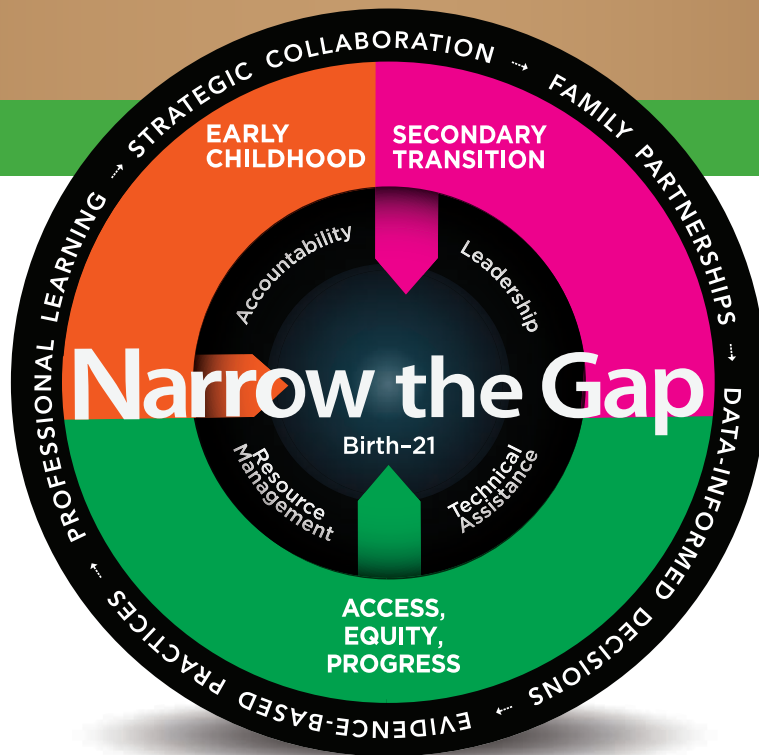 STRATEGIC COLLABORATION → FAMILY PARTNERSHIPS → DATA-INFORMED DECISIONS → EVIDENCE-BASED PRACTICES → PROFESSIONAL LEARNING →
EARLY
CHILDHOOD
SECONDARY
TRANSITION
Accountability
Leadership
Narrow the Gap
Birth–21
Resource
Management
Technical
Assistance
ACCESS,
EQUITY,
PROGRESS